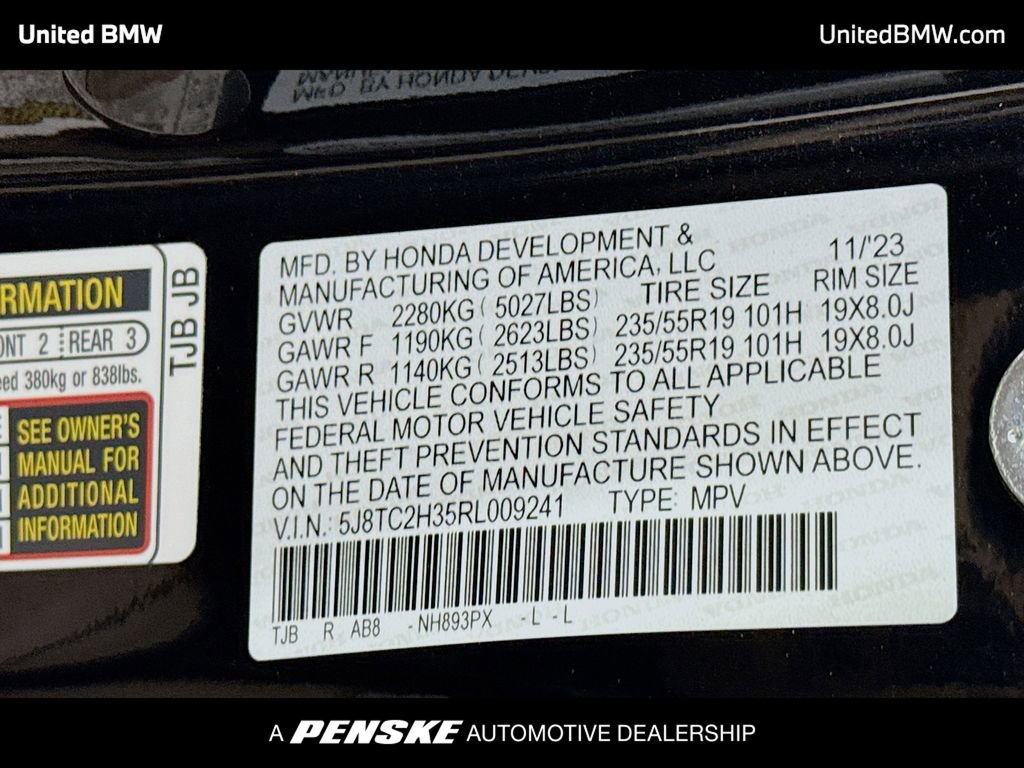 United BMW
UnitedBMW.com
MFD. BY HONDA
RMATION
ONT 2 REAR 3
eed 380kg or 838lbs.
SEE OWNER'S
MANUAL FOR
ADDITIONAL
INFORMATION
TJB JB
MFD. BY HONDA DEVELOPMENT & 11/'23
MANUFACTURING OF AMERICA, LLC
GVWR 2280KG ( 5027LBS) TIRE SIZE RIM SIZE
GAWR F 1190KG ( 2623LBS) 235/55R19 101H 19X8.0J
GAWR R 1140KG ( 2513LBS) 235/55R19 101H 19X8.0J
THIS VEHICLE CONFORMS TO ALL APPLICABLE
FEDERAL MOTOR VEHICLE SAFETY
AND THEFT PREVENTION STANDARDS IN EFFECT
ON THE DATE OF MANUFACTURE SHOWN ABOVE.
V.I.N.: 5J8TC2H35RL009241 TYPE: MPV
TJB R AB8 -NH893PX -L -L
A PENSKE AUTOMOTIVE DEALERSHIP